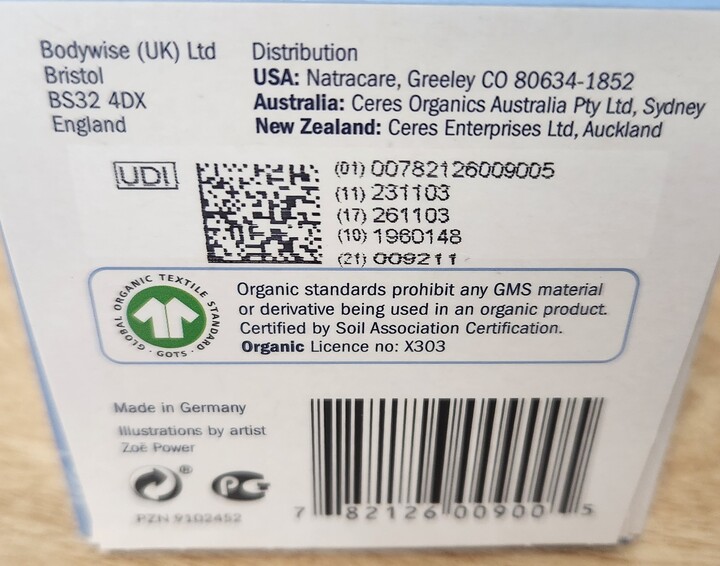 Bodywise (UK) Ltd
Bristol
BS32 4DX
England
Distribution
USA: Natracare, Greeley CO 80634-1852
Australia: Ceres Organics Australia Pty Ltd, Sydney
New Zealand: Ceres Enterprises Ltd, Auckland
UDI
(01) 00782126009005
(11) 231103
(17) 261103
(10) 1960148
(21) 009211
GLOBAL ORGANIC TEXTILE STANDARD · GOTS ·
Organic standards prohibit any GMS material
or derivative being used in an organic product.
Certified by Soil Association Certification.
Organic Licence no: X303
Made in Germany
Illustrations by artist
Zoë Power
®
PG
PZN 9102452
7 82126 00900 5